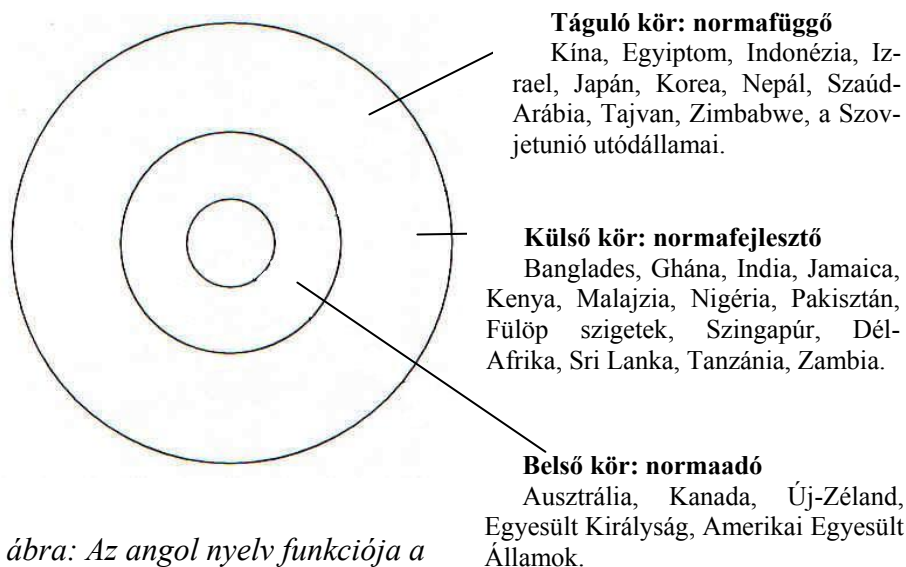 Táguló kör: normafüggő
Kína, Egyiptom, Indonézia, Iz-
rael, Japán, Korea, Nepál, Szaúd-
Arábia, Tajvan, Zimbabwe, a Szov-
jetunió utódállamai.
Külső kör: normafejlesztő
Banglades, Ghána, India, Jamaica,
Kenya, Malajzia, Nigéria, Pakisztán,
Fülöp szigetek, Szingapúr, Dél-
Afrika, Sri Lanka, Tanzánia, Zambia.
Belső kör: normaadó
Ausztrália, Kanada, Új-Zéland,
Egyesült Királyság, Amerikai Egyesült
Államok.
ábra: Az angol nyelv funkciója a